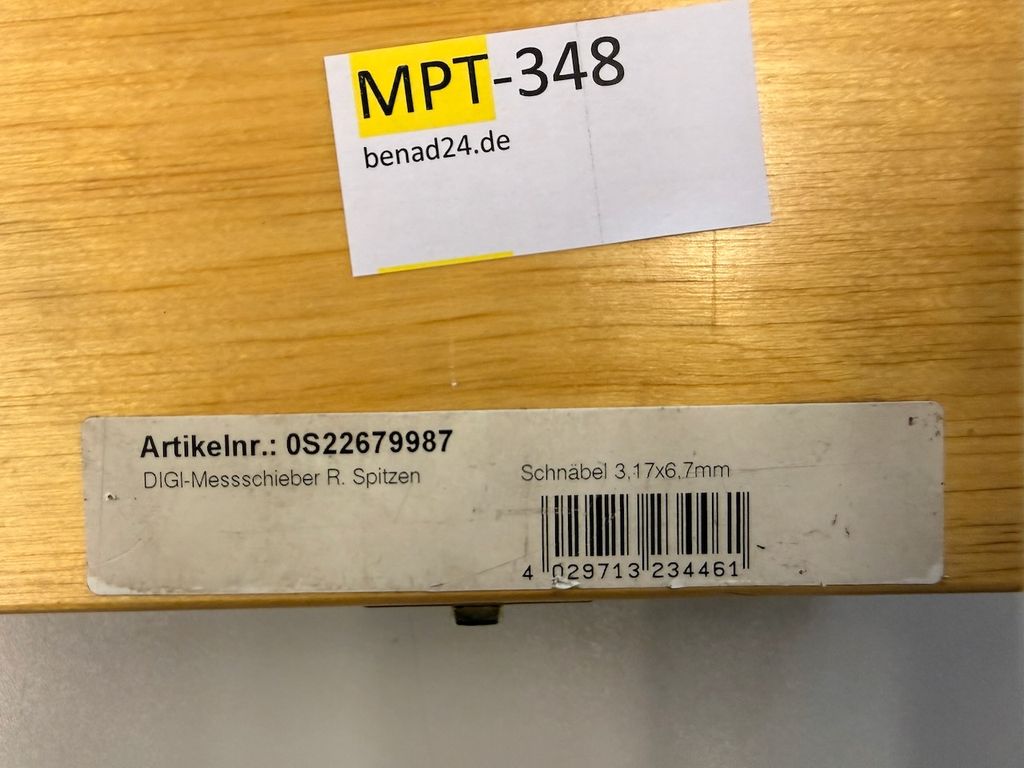 MPT-348
benad24.de
Artikelnr.: 0S22679987
DIGI-Messschieber R. Spitzen
Schnäbel 3,17x6,7mm
4 029713 234461